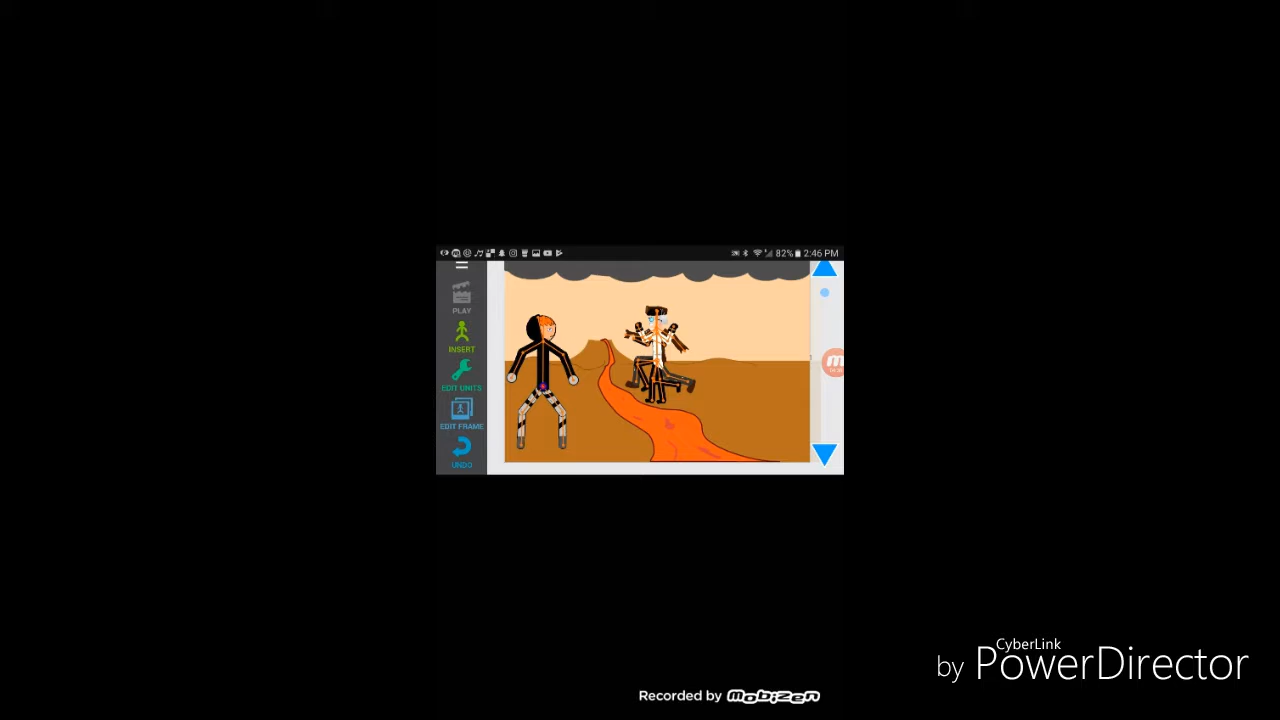 82% 2:46 PM
PLAY
INSERT
EDIT UNITS
EDIT FRAME
UNDO
CyberLink
by PowerDirector
Recorded by Mobizen